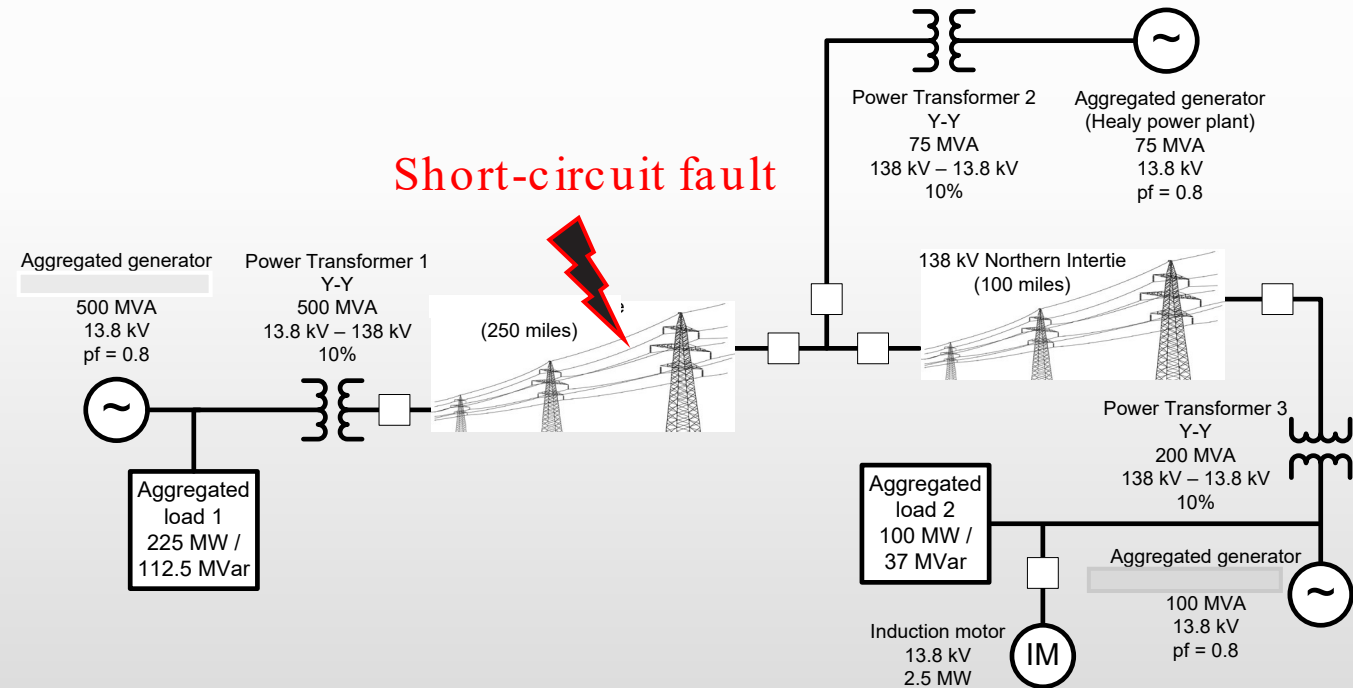 Short-circuit fault
Power Transformer 2
Y-Y
75 MVA
138 kV – 13.8 kV
10%
Aggregated generator
(Healy power plant)
75 MVA
13.8 kV
pf = 0.8
Aggregated generator
500 MVA
13.8 kV
pf = 0.8
~
Power Transformer 1
Y-Y
500 MVA
13.8 kV – 138 kV
10%
(250 miles)
138 kV Northern Intertie
(100 miles)
~
Aggregated
load 1
225 MW /
112.5 MVar
Power Transformer 3
Y-Y
200 MVA
138 kV – 13.8 kV
10%
Aggregated
load 2
100 MW /
37 MVar
Induction motor
13.8 kV
2.5 MW
IM
Aggregated generator
100 MVA
13.8 kV
pf = 0.8
~